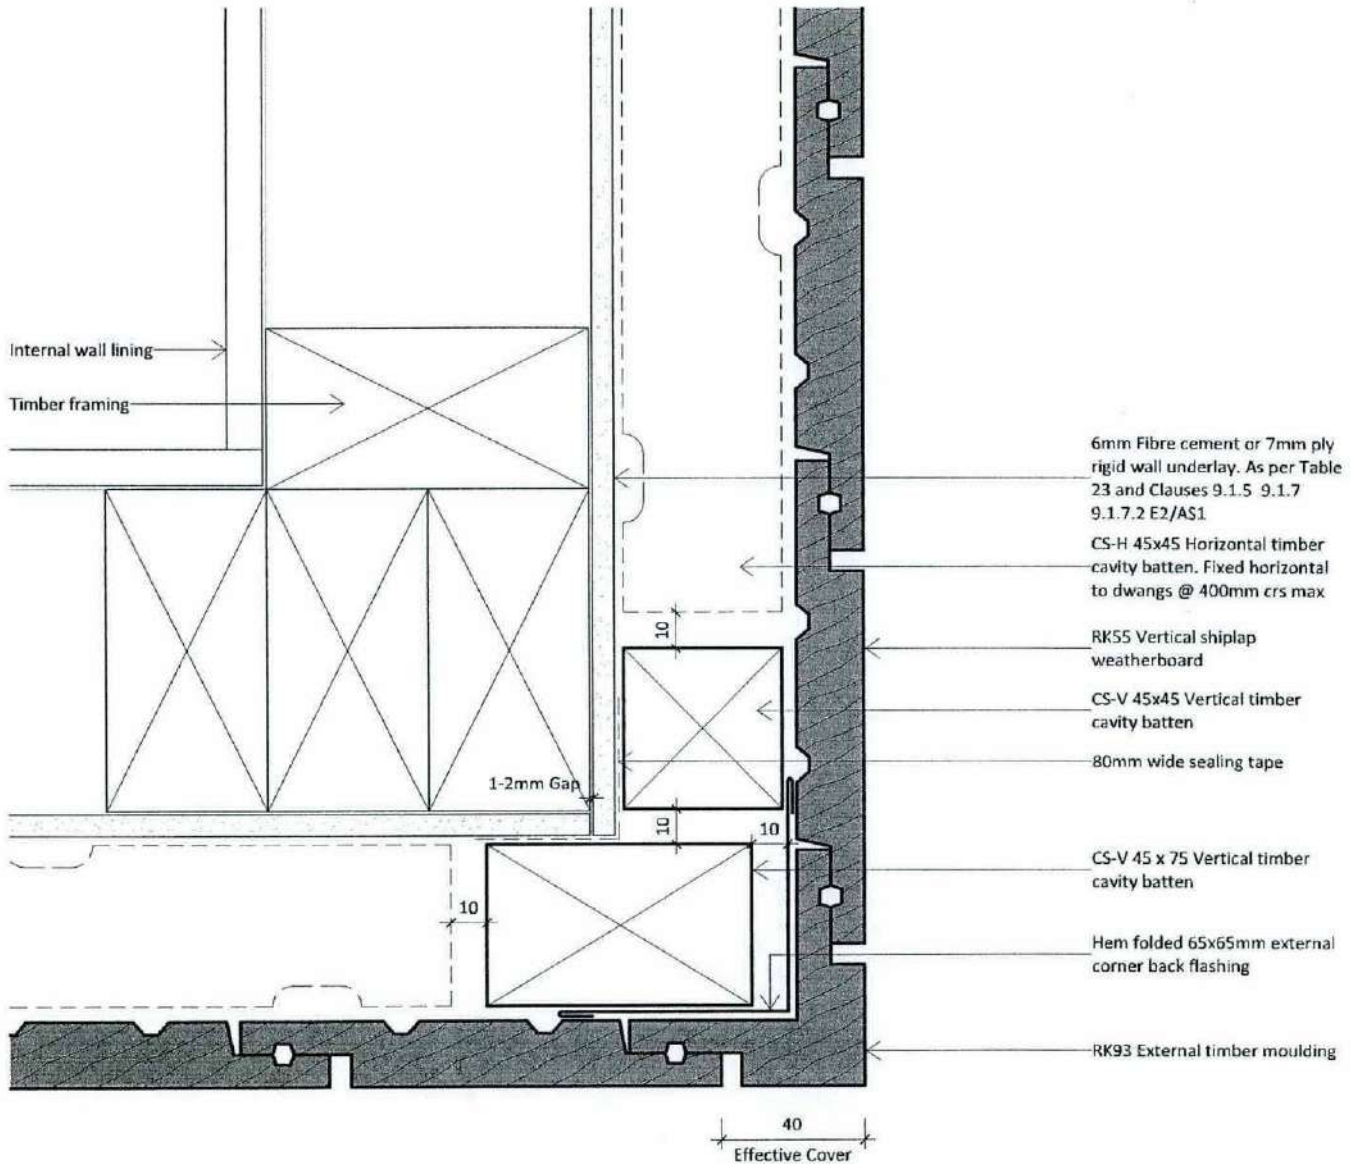 Internal wall lining
Timber framing
6mm Fibre cement or 7mm ply
rigid wall underlay. As per Table
23 and Clauses 9.1.5 9.1.7
9.1.7.2 E2/AS1
CS-H 45x45 Horizontal timber
cavity batten. Fixed horizontal
to dwangs @ 400mm crs max
10
RK55 Vertical shiplap
weatherboard
CS-V 45x45 Vertical timber
cavity batten
80mm wide sealing tape
1-2mm Gap
10
10
CS-V 45 x 75 Vertical timber
cavity batten
10
Hem folded 65x65mm external
corner back flashing
RK93 External timber moulding
40
Effective Cover